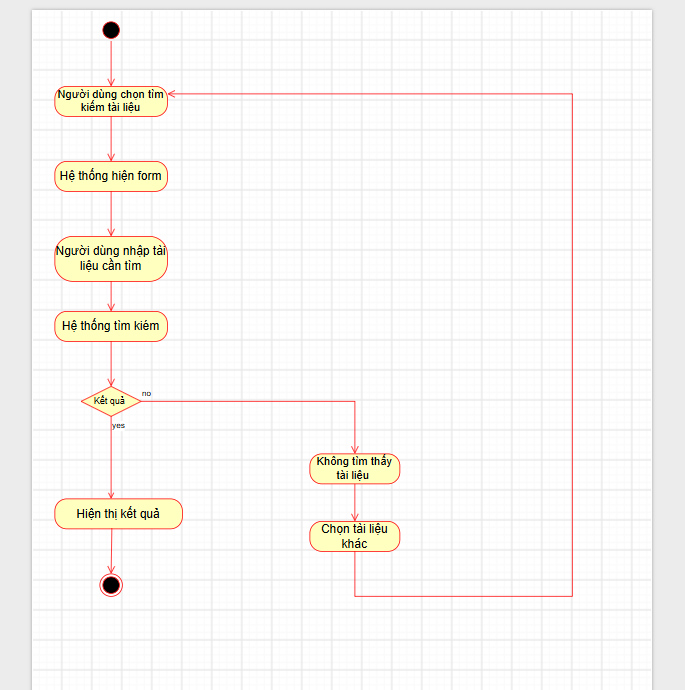 Người dùng chọn tìm
kiếm tài liệu
Hệ thống hiện form
Người dùng nhập tài
liệu cần tìm
Hệ thống tìm kiếm
Kết quả
no
yes
Không tìm thấy
tài liệu
Hiện thị kết quả
Chọn tài liệu
khác